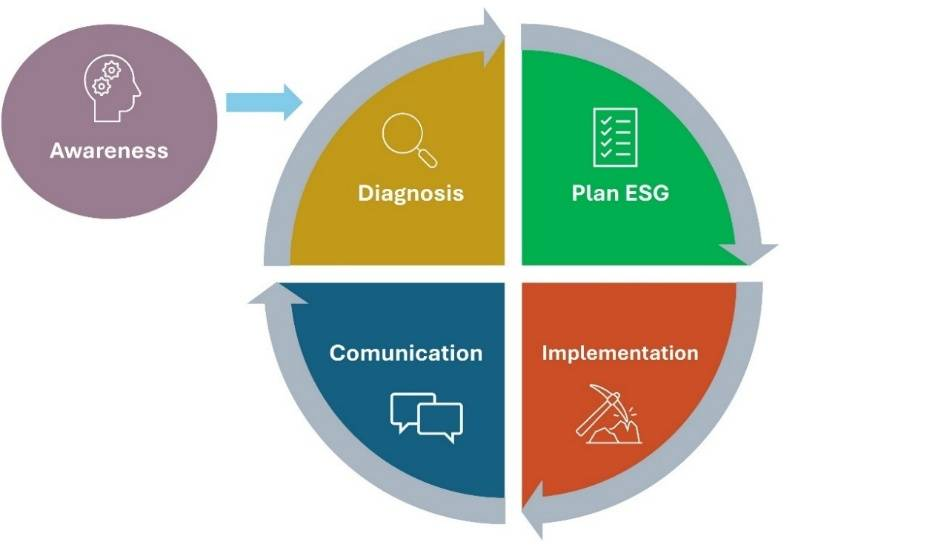 Awareness
Diagnosis
Plan ESG
Comunication
Implementation